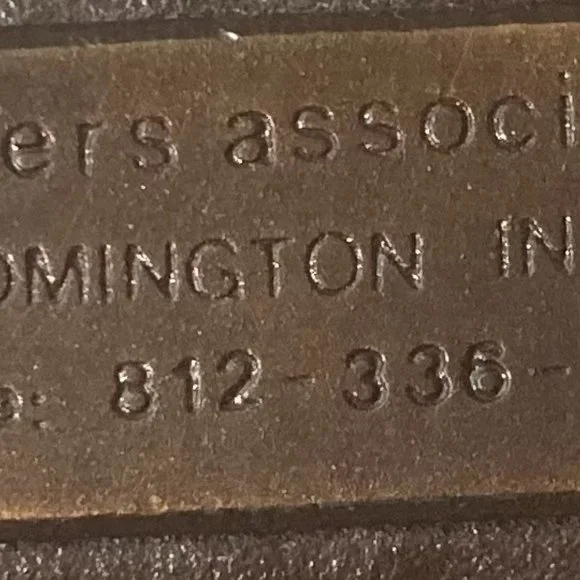 ers associ
OMINGTON IN
o: 812-336-